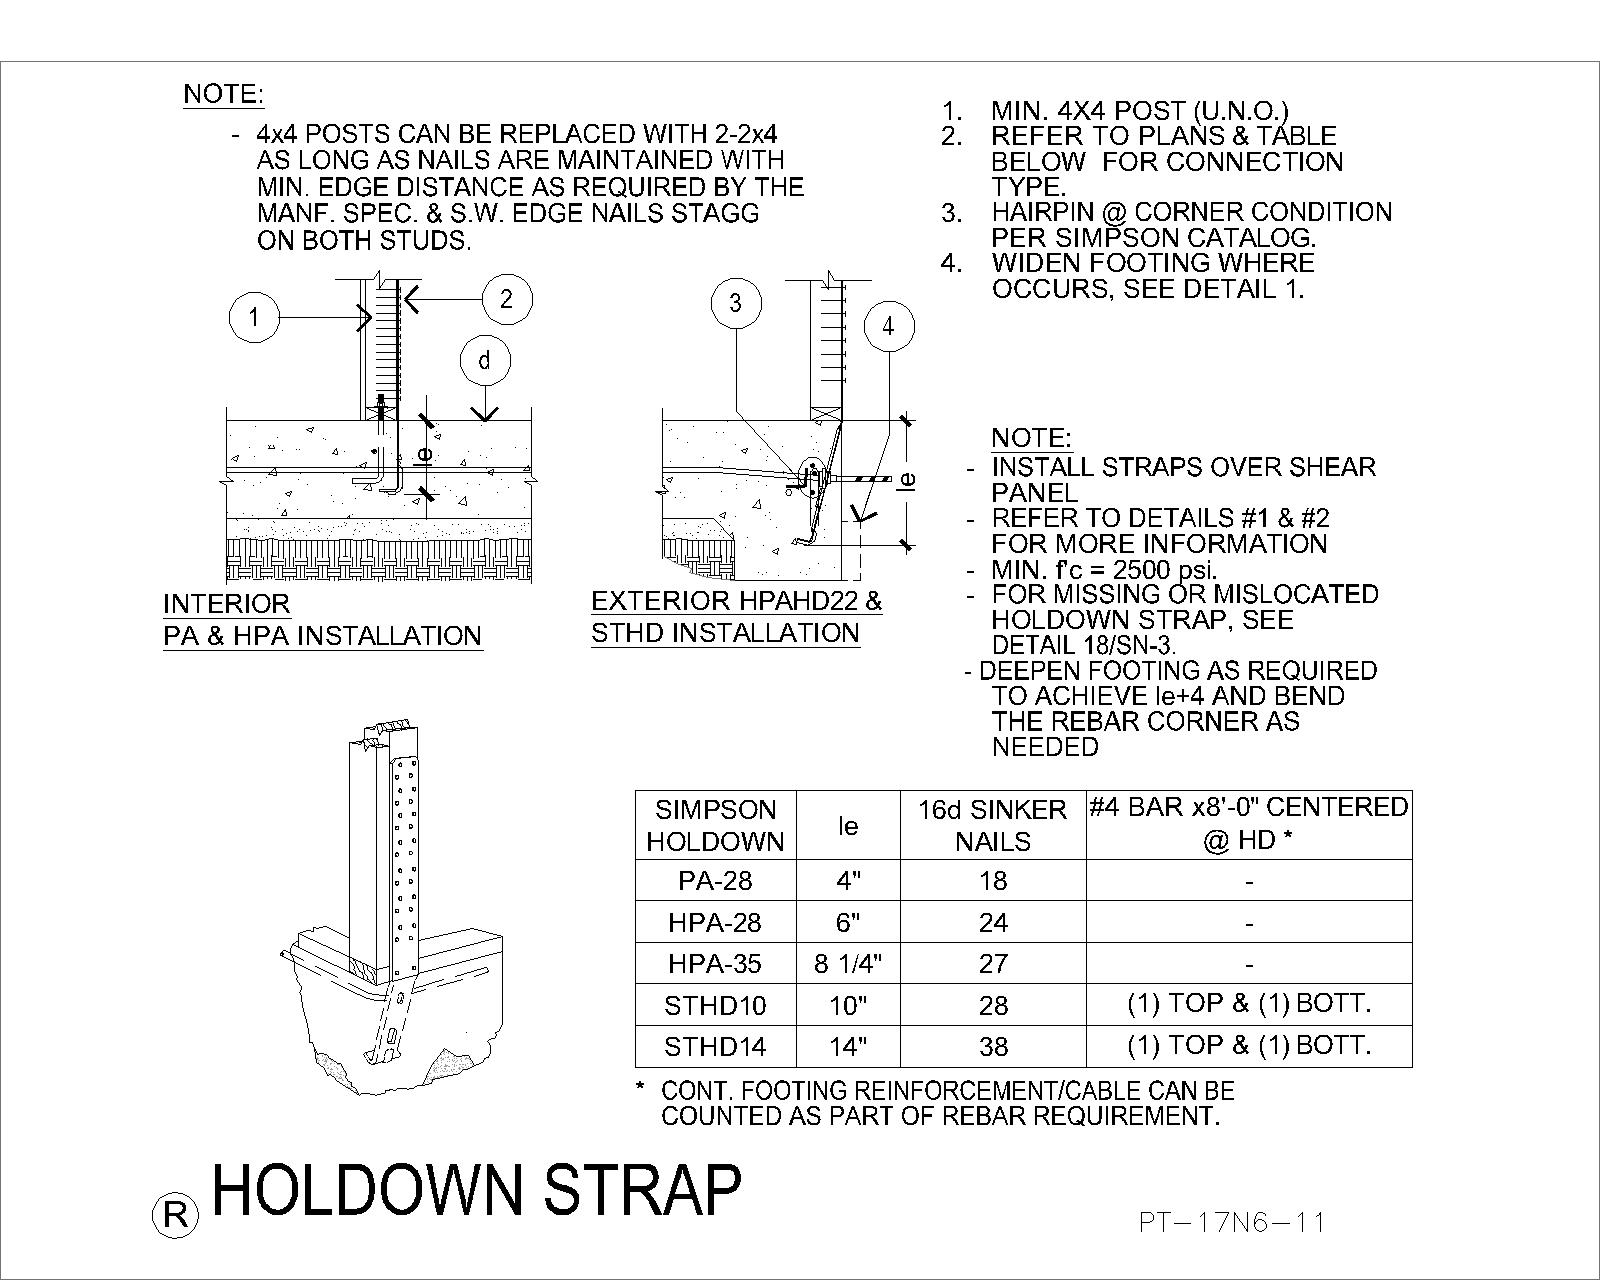 NOTE:
- 4x4 POSTS CAN BE REPLACED WITH 2-2x4
AS LONG AS NAILS ARE MAINTAINED WITH
MIN. EDGE DISTANCE AS REQUIRED BY THE
MANF. SPEC. & S.W. EDGE NAILS STAGG
ON BOTH STUDS.
1. MIN. 4X4 POST (U.N.O.)
2. REFER TO PLANS & TABLE
BELOW FOR CONNECTION
TYPE.
3. HAIRPIN @ CORNER CONDITION
PER SIMPSON CATALOG.
4. WIDEN FOOTING WHERE
OCCURS, SEE DETAIL 1.
1
2
d
le
3
4
le
INTERIOR
PA & HPA INSTALLATION
EXTERIOR HPAHD22 &
STHD INSTALLATION
NOTE:
- INSTALL STRAPS OVER SHEAR
PANEL
- REFER TO DETAILS #1 & #2
FOR MORE INFORMATION
- MIN. f'c = 2500 psi.
- FOR MISSING OR MISLOCATED
HOLDOWN STRAP, SEE
DETAIL 18/SN-3.
- DEEPEN FOOTING AS REQUIRED
TO ACHIEVE le+4 AND BEND
THE REBAR CORNER AS
NEEDED
SIMPSON HOLDOWN le 16d SINKER NAILS #4 BAR x8'-0" CENTERED @ HD *
PA-28 4" 18 -
HPA-28 6" 24 -
HPA-35 8 1/4" 27 -
STHD10 10" 28 (1) TOP & (1) BOTT.
STHD14 14" 38 (1) TOP & (1) BOTT.
* CONT. FOOTING REINFORCEMENT/CABLE CAN BE
COUNTED AS PART OF REBAR REQUIREMENT.
R HOLDOWN STRAP
PT-17N6-11